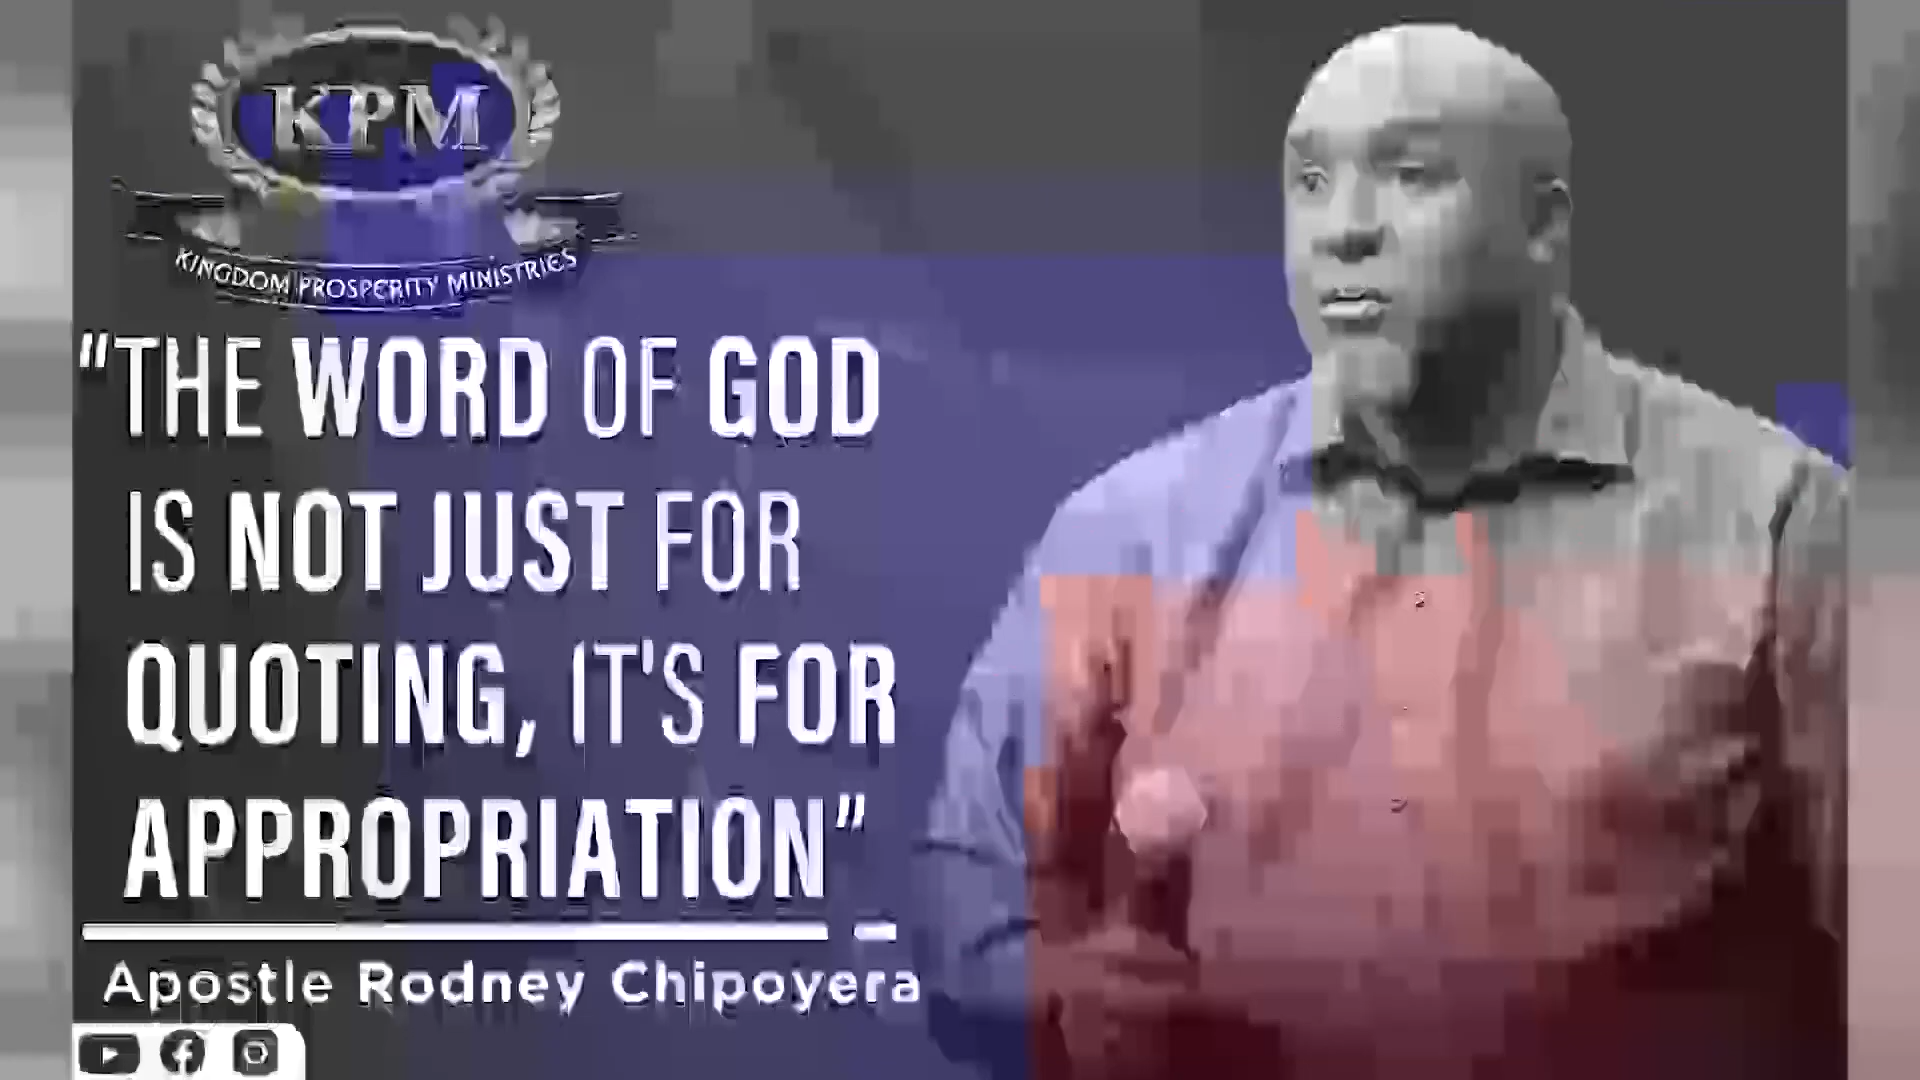 KPM
KINGDOM PROSPERITY MINISTRIES
“THE WORD OF GOD
IS NOT JUST FOR
QUOTING, IT'S FOR
APPROPRIATION”
Apostle Rodney Chipoyera